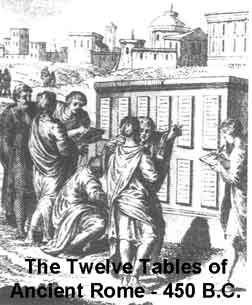 The Twelve Tables of
Ancient Rome - 450 B.C.